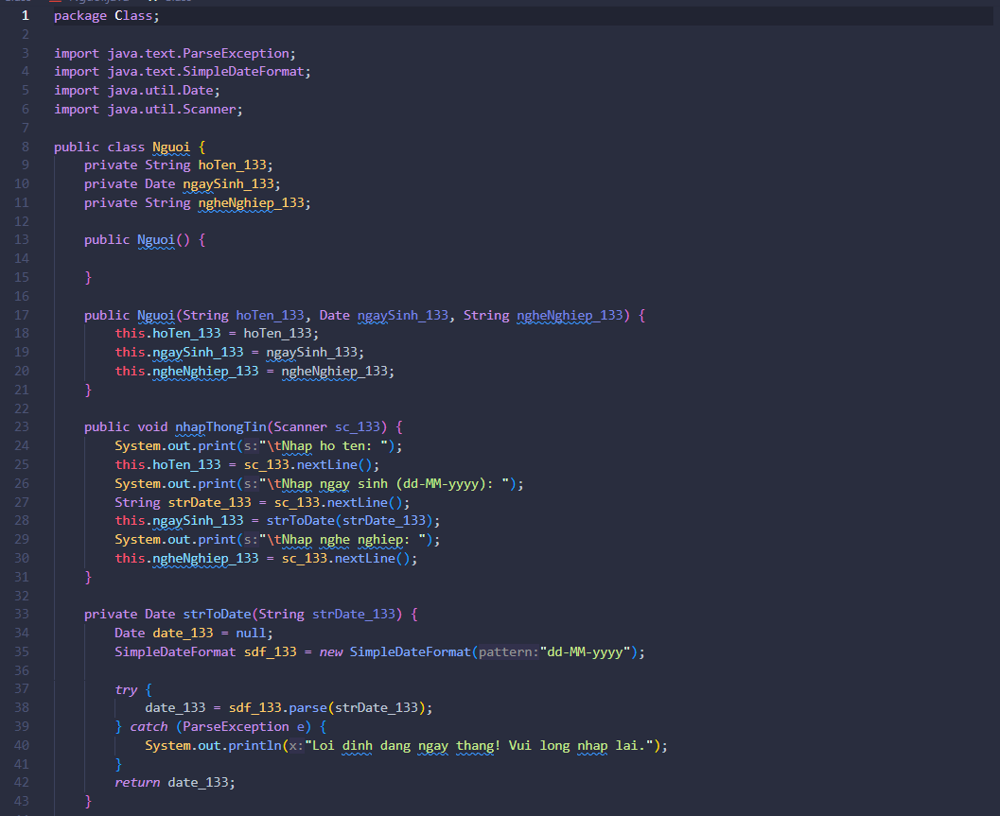 1 package Class;
2
3 import java.text.ParseException;
4 import java.text.SimpleDateFormat;
5 import java.util.Date;
6 import java.util.Scanner;
7
8 public class Nguoi {
9 private String hoTen_133;
10 private Date ngaySinh_133;
11 private String ngheNghiep_133;
12
13 public Nguoi() {
14
15 }
16
17 public Nguoi(String hoTen_133, Date ngaySinh_133, String ngheNghiep_133) {
18 this.hoTen_133 = hoTen_133;
19 this.ngaySinh_133 = ngaySinh_133;
20 this.ngheNghiep_133 = ngheNghiep_133;
21 }
22
23 public void nhapThongTin(Scanner sc_133) {
24 System.out.print(s:"\tNhap ho ten: ");
25 this.hoTen_133 = sc_133.nextLine();
26 System.out.print(s:"\tNhap ngay sinh (dd-MM-yyyy): ");
27 String strDate_133 = sc_133.nextLine();
28 this.ngaySinh_133 = strToDate(strDate_133);
29 System.out.print(s:"\tNhap nghe nghiep: ");
30 this.ngheNghiep_133 = sc_133.nextLine();
31 }
32
33 private Date strToDate(String strDate_133) {
34 Date date_133 = null;
35 SimpleDateFormat sdf_133 = new SimpleDateFormat(pattern:"dd-MM-yyyy");
36
37 try {
38 date_133 = sdf_133.parse(strDate_133);
39 } catch (ParseException e) {
40 System.out.println(x:"Loi dinh dang ngay thang! Vui long nhap lai.");
41 }
42 return date_133;
43 }